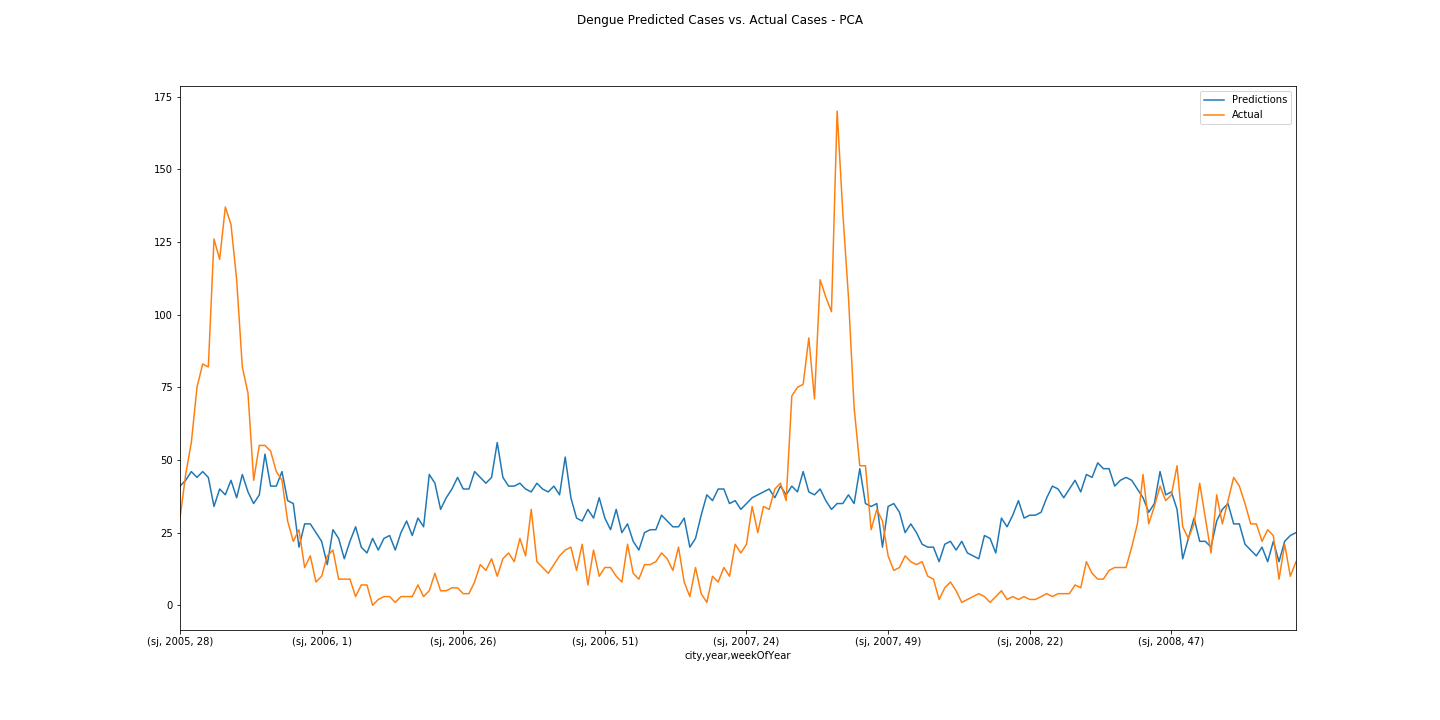 Dengue Predicted Cases vs. Actual Cases - PCA
175
150
125
100
75
50
25
0
Predictions
Actual
(sj, 2005, 28) (sj, 2006, 1) (sj, 2006, 26) (sj, 2006, 51) (sj, 2007, 24) (sj, 2007, 49) (sj, 2008, 22) (sj, 2008, 47)
city,year,weekOfYear